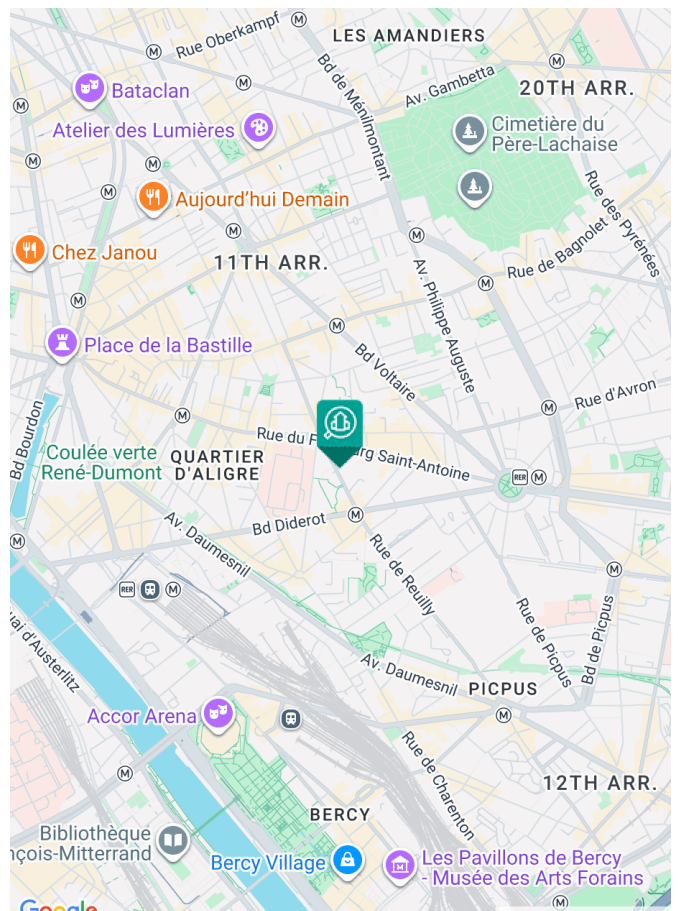 Rue Oberkampf
LES AMANDIERS
Bd de Ménilmontant
Av. Gambetta
20TH ARR.
Bataclan
Atelier des Lumières
Cimetière du
Père-Lachaise
Aujourd'hui Demain
Rue des Pyrénées
Chez Janou
11TH ARR.
Rue de Bagnolet
Av. Philippe Auguste
Place de la Bastille
Bd Voltaire
Rue d'Avron
Bd Bourdon
Rue du F
rg Saint-Antoine
Coulée verte
René-Dumont
QUARTIER
D'ALIGRE
RER
M
Bd Diderot
Av. Daumesnil
Rue de Reuilly
RER
M
Rue de Picpus
Bd de Picpus
uai d'Austerlitz
Av. Daumesnil
PICPUS
Accor Arena
Rue de Charenton
12TH ARR.
BERCY
Bibliothèque
nçois-Mitterrand
Bercy Village
Les Pavillons de Bercy
- Musée des Arts Forains
Google